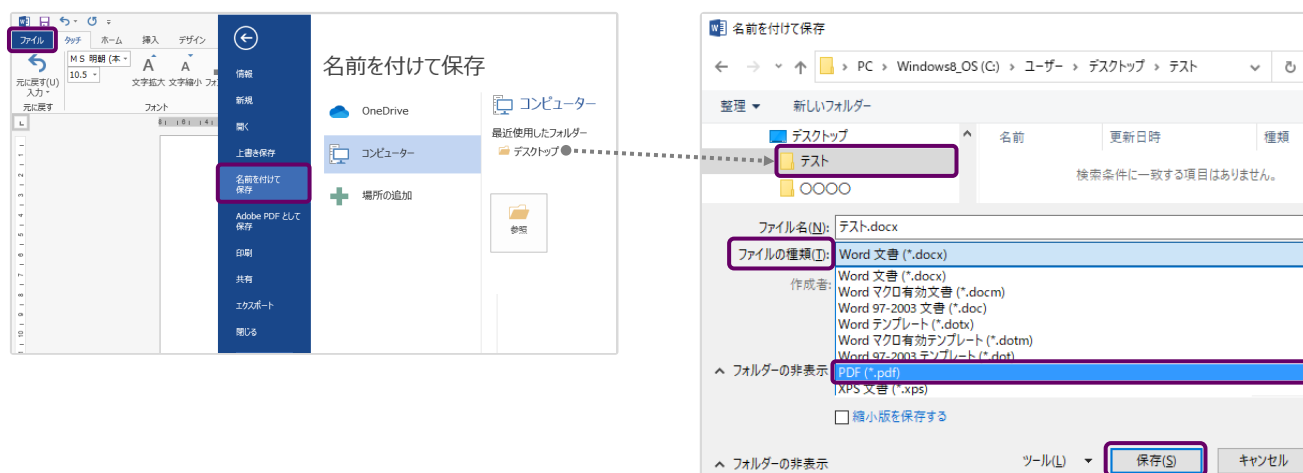 ファイル
タッチ
ホーム
挿入
デザイン
元に戻す(U)
入力
元に戻す
MS 明朝 (本
10.5
文字拡大 文字縮小
フォント
情報
新規
開く
上書き保存
名前を付けて
保存
Adobe PDF として
保存
印刷
共有
エクスポート
閉じる
名前を付けて保存
OneDrive
コンピューター
場所の追加
コンピューター
最近使用したフォルダー
デスクトップ
参照
名前を付けて保存
PC › Windows8_OS (C:) › ユーザー › デスクトップ › テスト
整理 新しいフォルダー
デスクトップ
テスト
〇〇〇〇
名前 更新日時 種類
検索条件に一致する項目はありません。
ファイル名(N): テスト.docx
ファイルの種類(T): Word 文書 (*.docx)
作成者:
Word 文書 (*.docx)
Word マクロ有効文書 (*.docm)
Word 97-2003 文書 (*.doc)
Word テンプレート (*.dotx)
Word マクロ有効テンプレート (*.dotm)
Word 97-2003 テンプレート (*.dot)
PDF (*.pdf)
XPS 文書 (*.xps)
フォルダーの非表示
縮小版を保存する
フォルダーの非表示
ツール(L) 保存(S) キャンセル